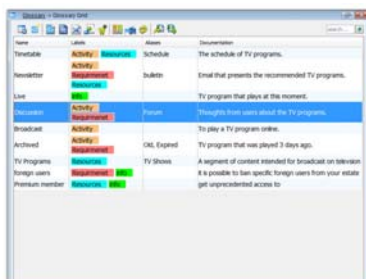 Glossary > Glossary Grid
search...
Name Labels Aliases Documentation
Timetable Activity Resources Schedule The schedule of TV programs.
Activity
Newsletter Requirmenet bulletin Email that presents the recommended TV programs.
Resources
Live Info TV program that plays at this moment.
Activity
Discussion Forum Thoughts from users about the TV programs.
Requirmenet
Broadcast Activity To play a TV program online.
Activity
Archived Old, Expired TV program that was played 3 days ago.
Requirmenet
TV Programs Resources TV Shows A segment of content intended for broadcast on television
foreign users Requirmenet Info It is possible to ban specific foreign users from your estate
Premium member Resources Info get unprecedented access to